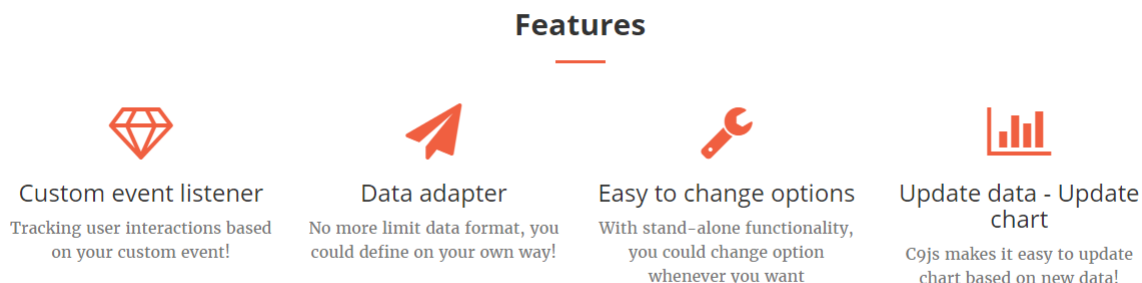 Features
Custom event listener
Tracking user interactions based
on your custom event!
Data adapter
No more limit data format, you
could define on your own way!
Easy to change options
With stand-alone functionality,
you could change option
whenever you want
Update data - Update
chart
C9js makes it easy to update
chart based on new data!